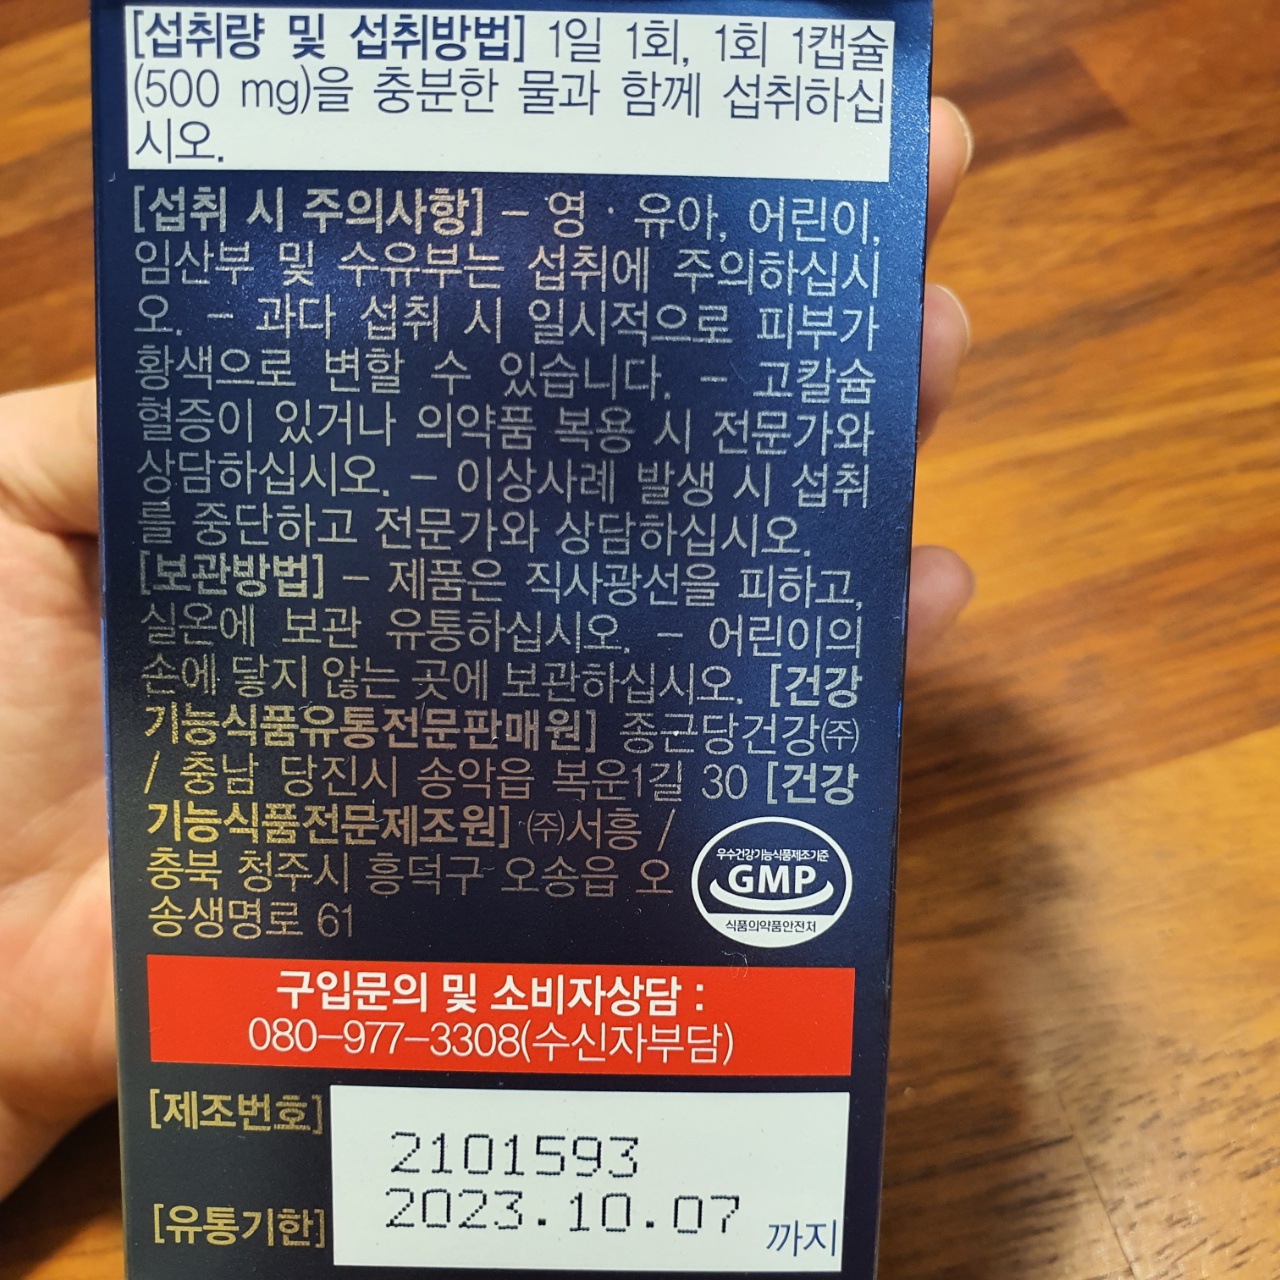 [섭취량 및 섭취방법] 1일 1회, 1회 1캡슐
(500 mg)을 충분한 물과 함께 섭취하십
시오.
[섭취 시 주의사항] - 영 · 유아, 어린이,
임산부 및 수유부는 섭취에 주의하십시
오. - 과다 섭취 시 일시적으로 피부가
황색으로 변할 수 있습니다. - 고칼슘
혈증이 있거나 의약품 복용 시 전문가와
상담하십시오. - 이상사례 발생 시 섭취
를 중단하고 전문가와 상담하십시오.
[보관방법] - 제품은 직사광선을 피하고,
실온에 보관 유통하십시오. - 어린이의
손에 닿지 않는 곳에 보관하십시오. [건강
기능식품유통전문판매원] 종근당건강㈜
/ 충남 당진시 송악읍 복운1길 30 [건강
기능식품전문제조원] ㈜서흥 /
충북 청주시 흥덕구 오송읍 오
송생명로 61
우수건강기능식품제조기준
GMP
식품의약품안전처
구입문의 및 소비자상담 :
080-977-3308(수신자부담)
[제조번호] 2101593
[유통기한] 2023.10.07 까지